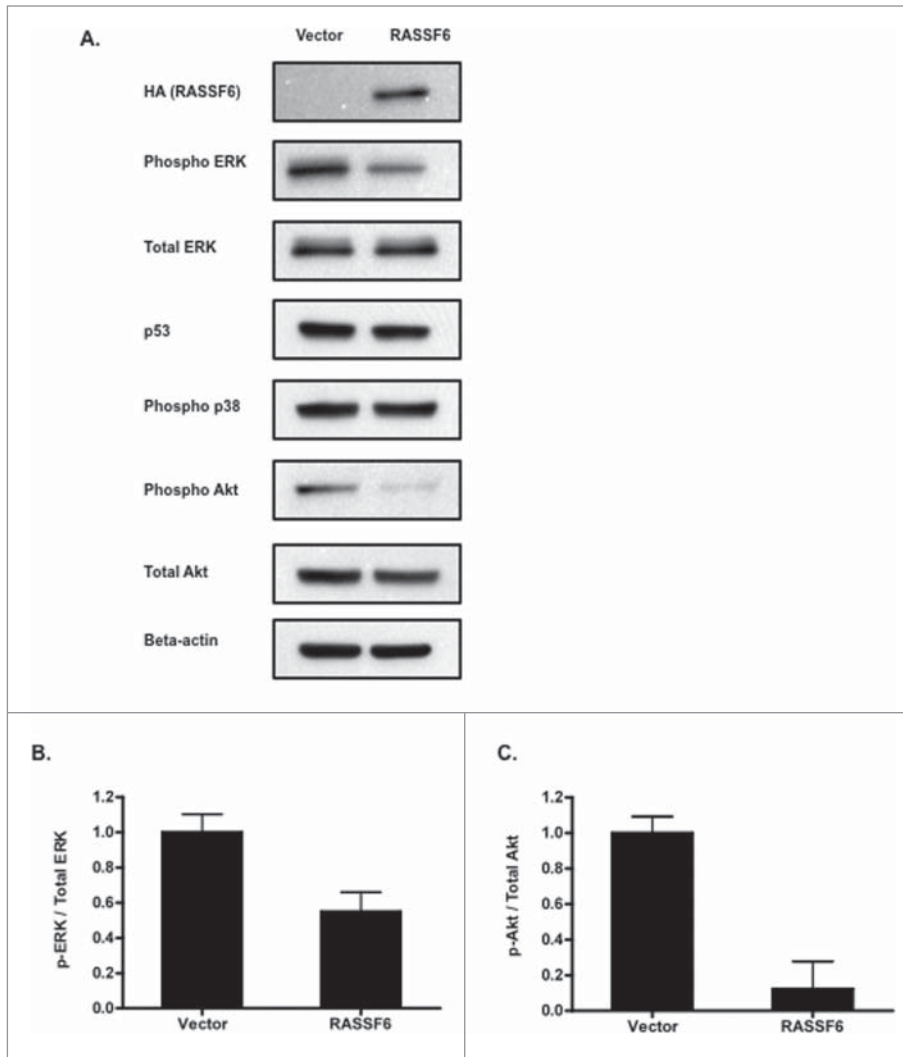 A.
Vector RASSF6
HA (RASSF6)
Phospho ERK
Total ERK
p53
Phospho p38
Phospho Akt
Total Akt
Beta-actin
B.
p-ERK / Total ERK
1.2
1.0
0.8
0.6
0.4
0.2
0.0
Vector RASSF6
C.
p-Akt / Total Akt
1.2
1.0
0.8
0.6
0.4
0.2
0.0
Vector RASSF6